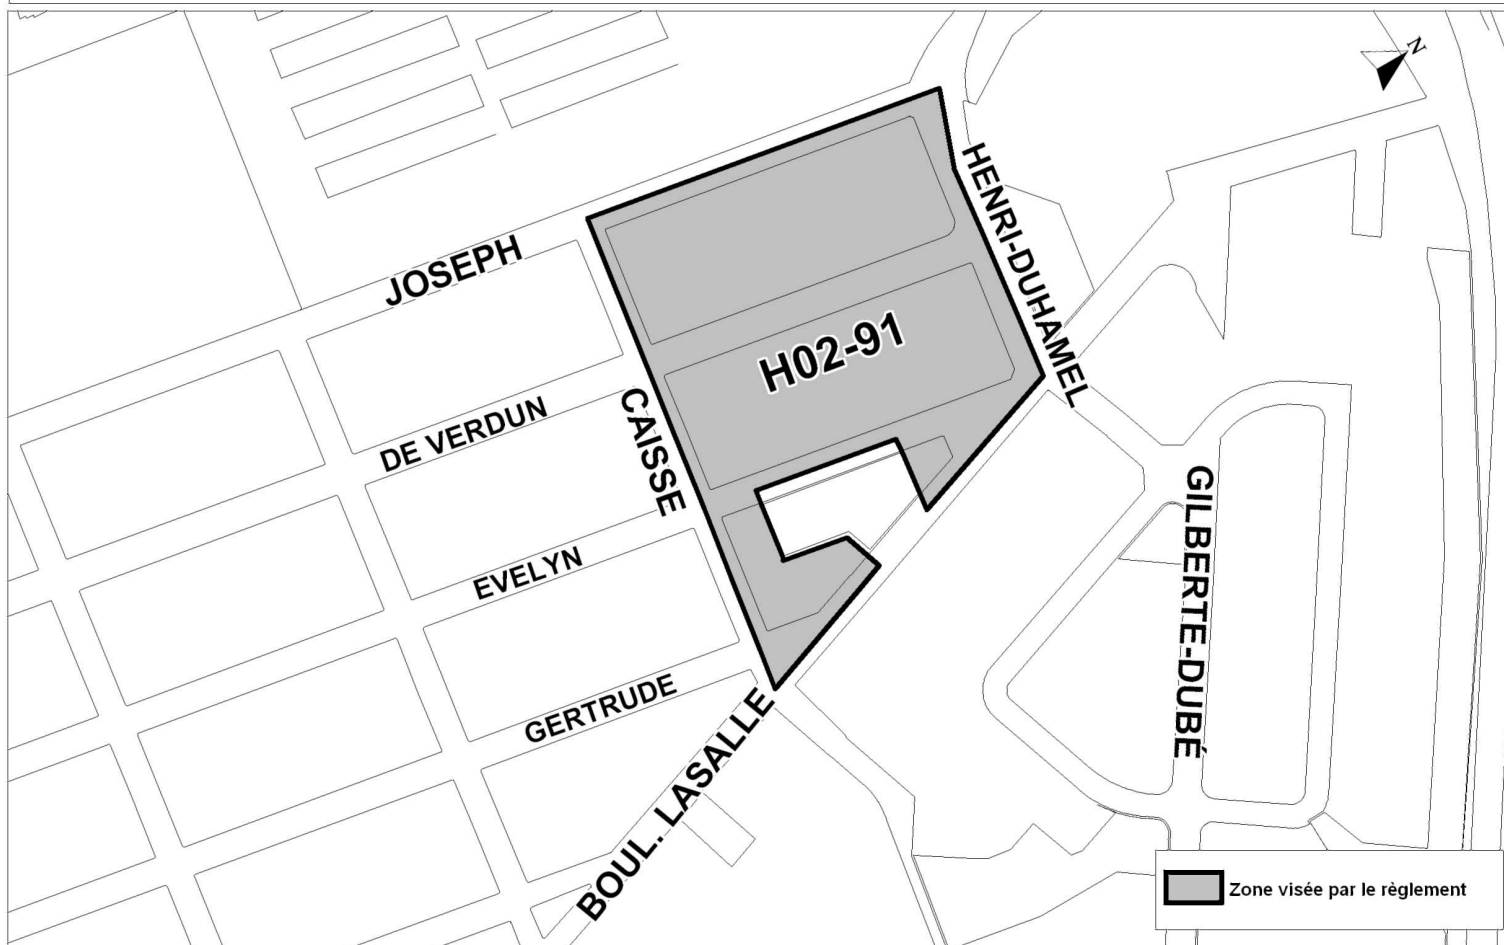 N
HENRI-DUHAMEL
JOSEPH
H02-91
DE VERDUN
CAISSE
EVELYN
GILBERTE-DUBÉ
GERTRUDE
BOUL. LASALLE
Zone visée par le règlement